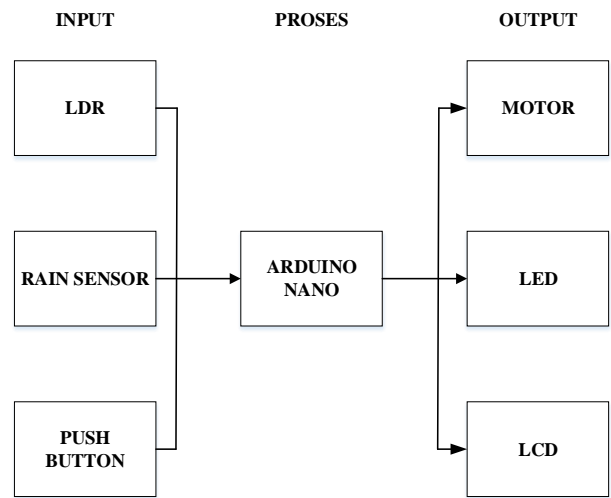 INPUT
PROSES
OUTPUT
LDR
MOTOR
RAIN SENSOR
ARDUINO
NANO
LED
PUSH
BUTTON
LCD